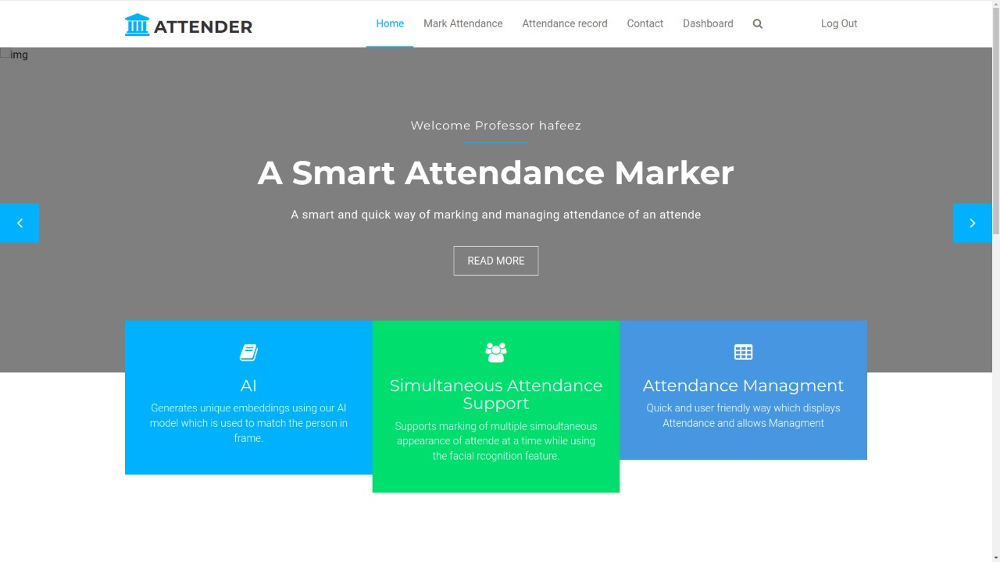 ATTENDER
Home Mark Attendance Attendance record Contact Dashboard Log Out
img
Welcome Professor hafeez
A Smart Attendance Marker
A smart and quick way of marking and managing attendance of an attende
READ MORE
AI
Generates unique embeddings using our AI
model which is used to match the person in
frame.
Simultaneous Attendance
Support
Supports marking of multiple simoultaneous
appearance of attende at a time while using
the facial rcognition feature.
Attendance Managment
Quick and user friendly way which displays
Attendance and allows Managment